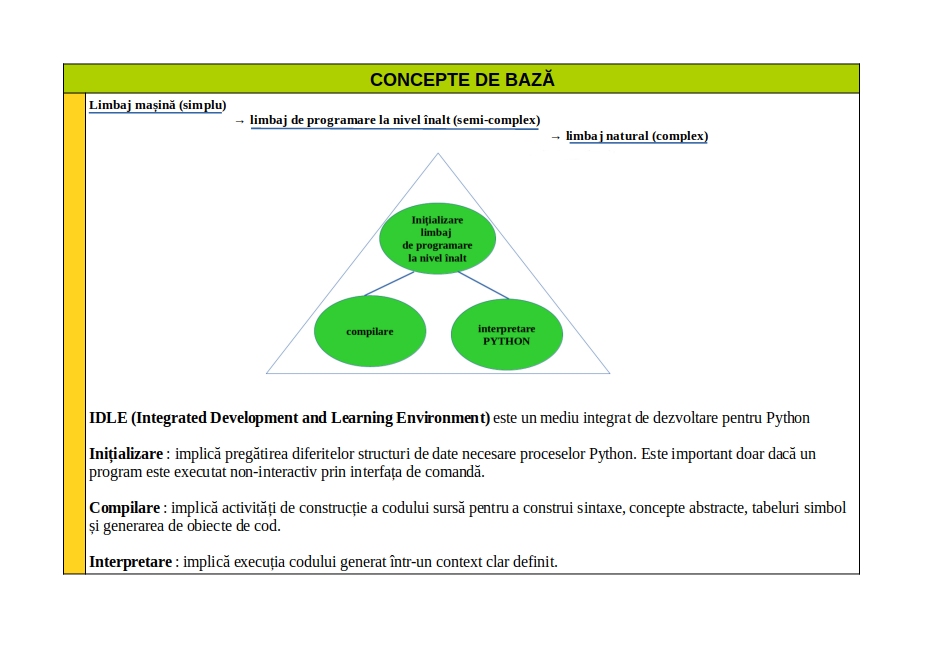 CONCEPTE DE BAZĂ
Limbaj mașină (simplu)
→ limbaj de programare la nivel înalt (semi-complex)
→ limbaj natural (complex)
Inițializare
limbaj
de programare
la nivel înalt
compilare
interpretare
PYTHON
IDLE (Integrated Development and Learning Environment) este un mediu integrat de dezvoltare pentru Python
Inițializare : implică pregătirea diferitelor structuri de date necesare proceselor Python. Este important doar dacă un
program este executat non-interactiv prin interfața de comandă.
Compilare : implică activități de construcție a codului sursă pentru a construi sintaxe, concepte abstracte, tabeluri simbol
și generarea de obiecte de cod.
Interpretare : implică execuția codului generat într-un context clar definit.